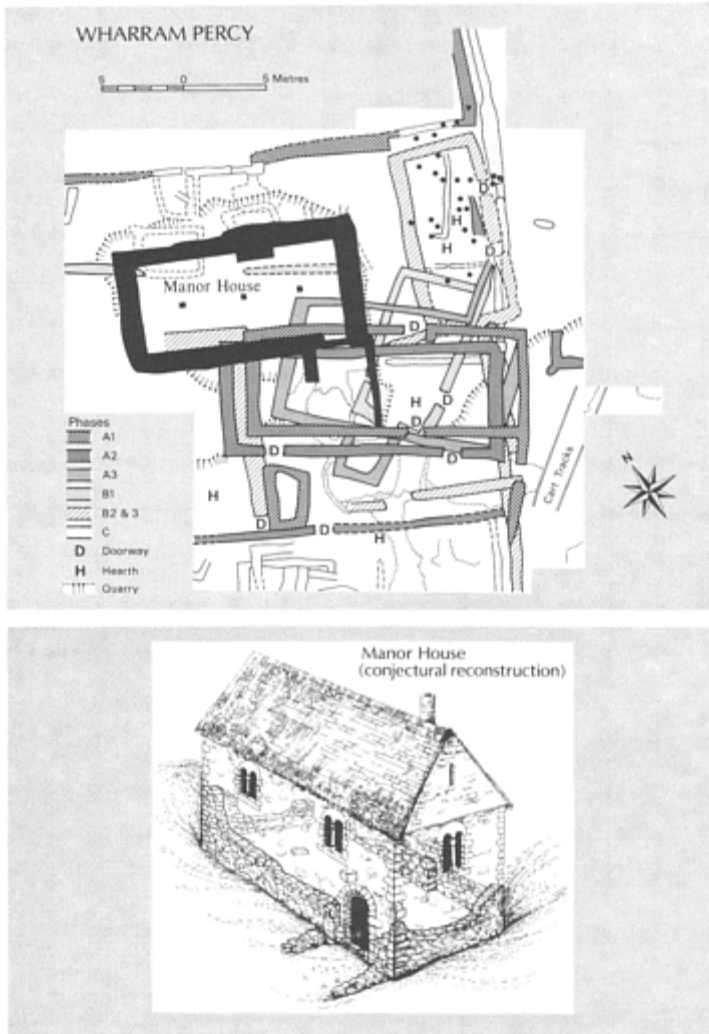 WHARRAM PERCY
5 0 5 Metres
D
H
H
D
Manor House
D
H
D
D
D
D
H
D
D
H
Cart Tracks
N
Phases
A1
A2
A3
B1
B2 & 3
C
D Doorway
H Hearth
Quarry
Manor House
(conjectural reconstruction)